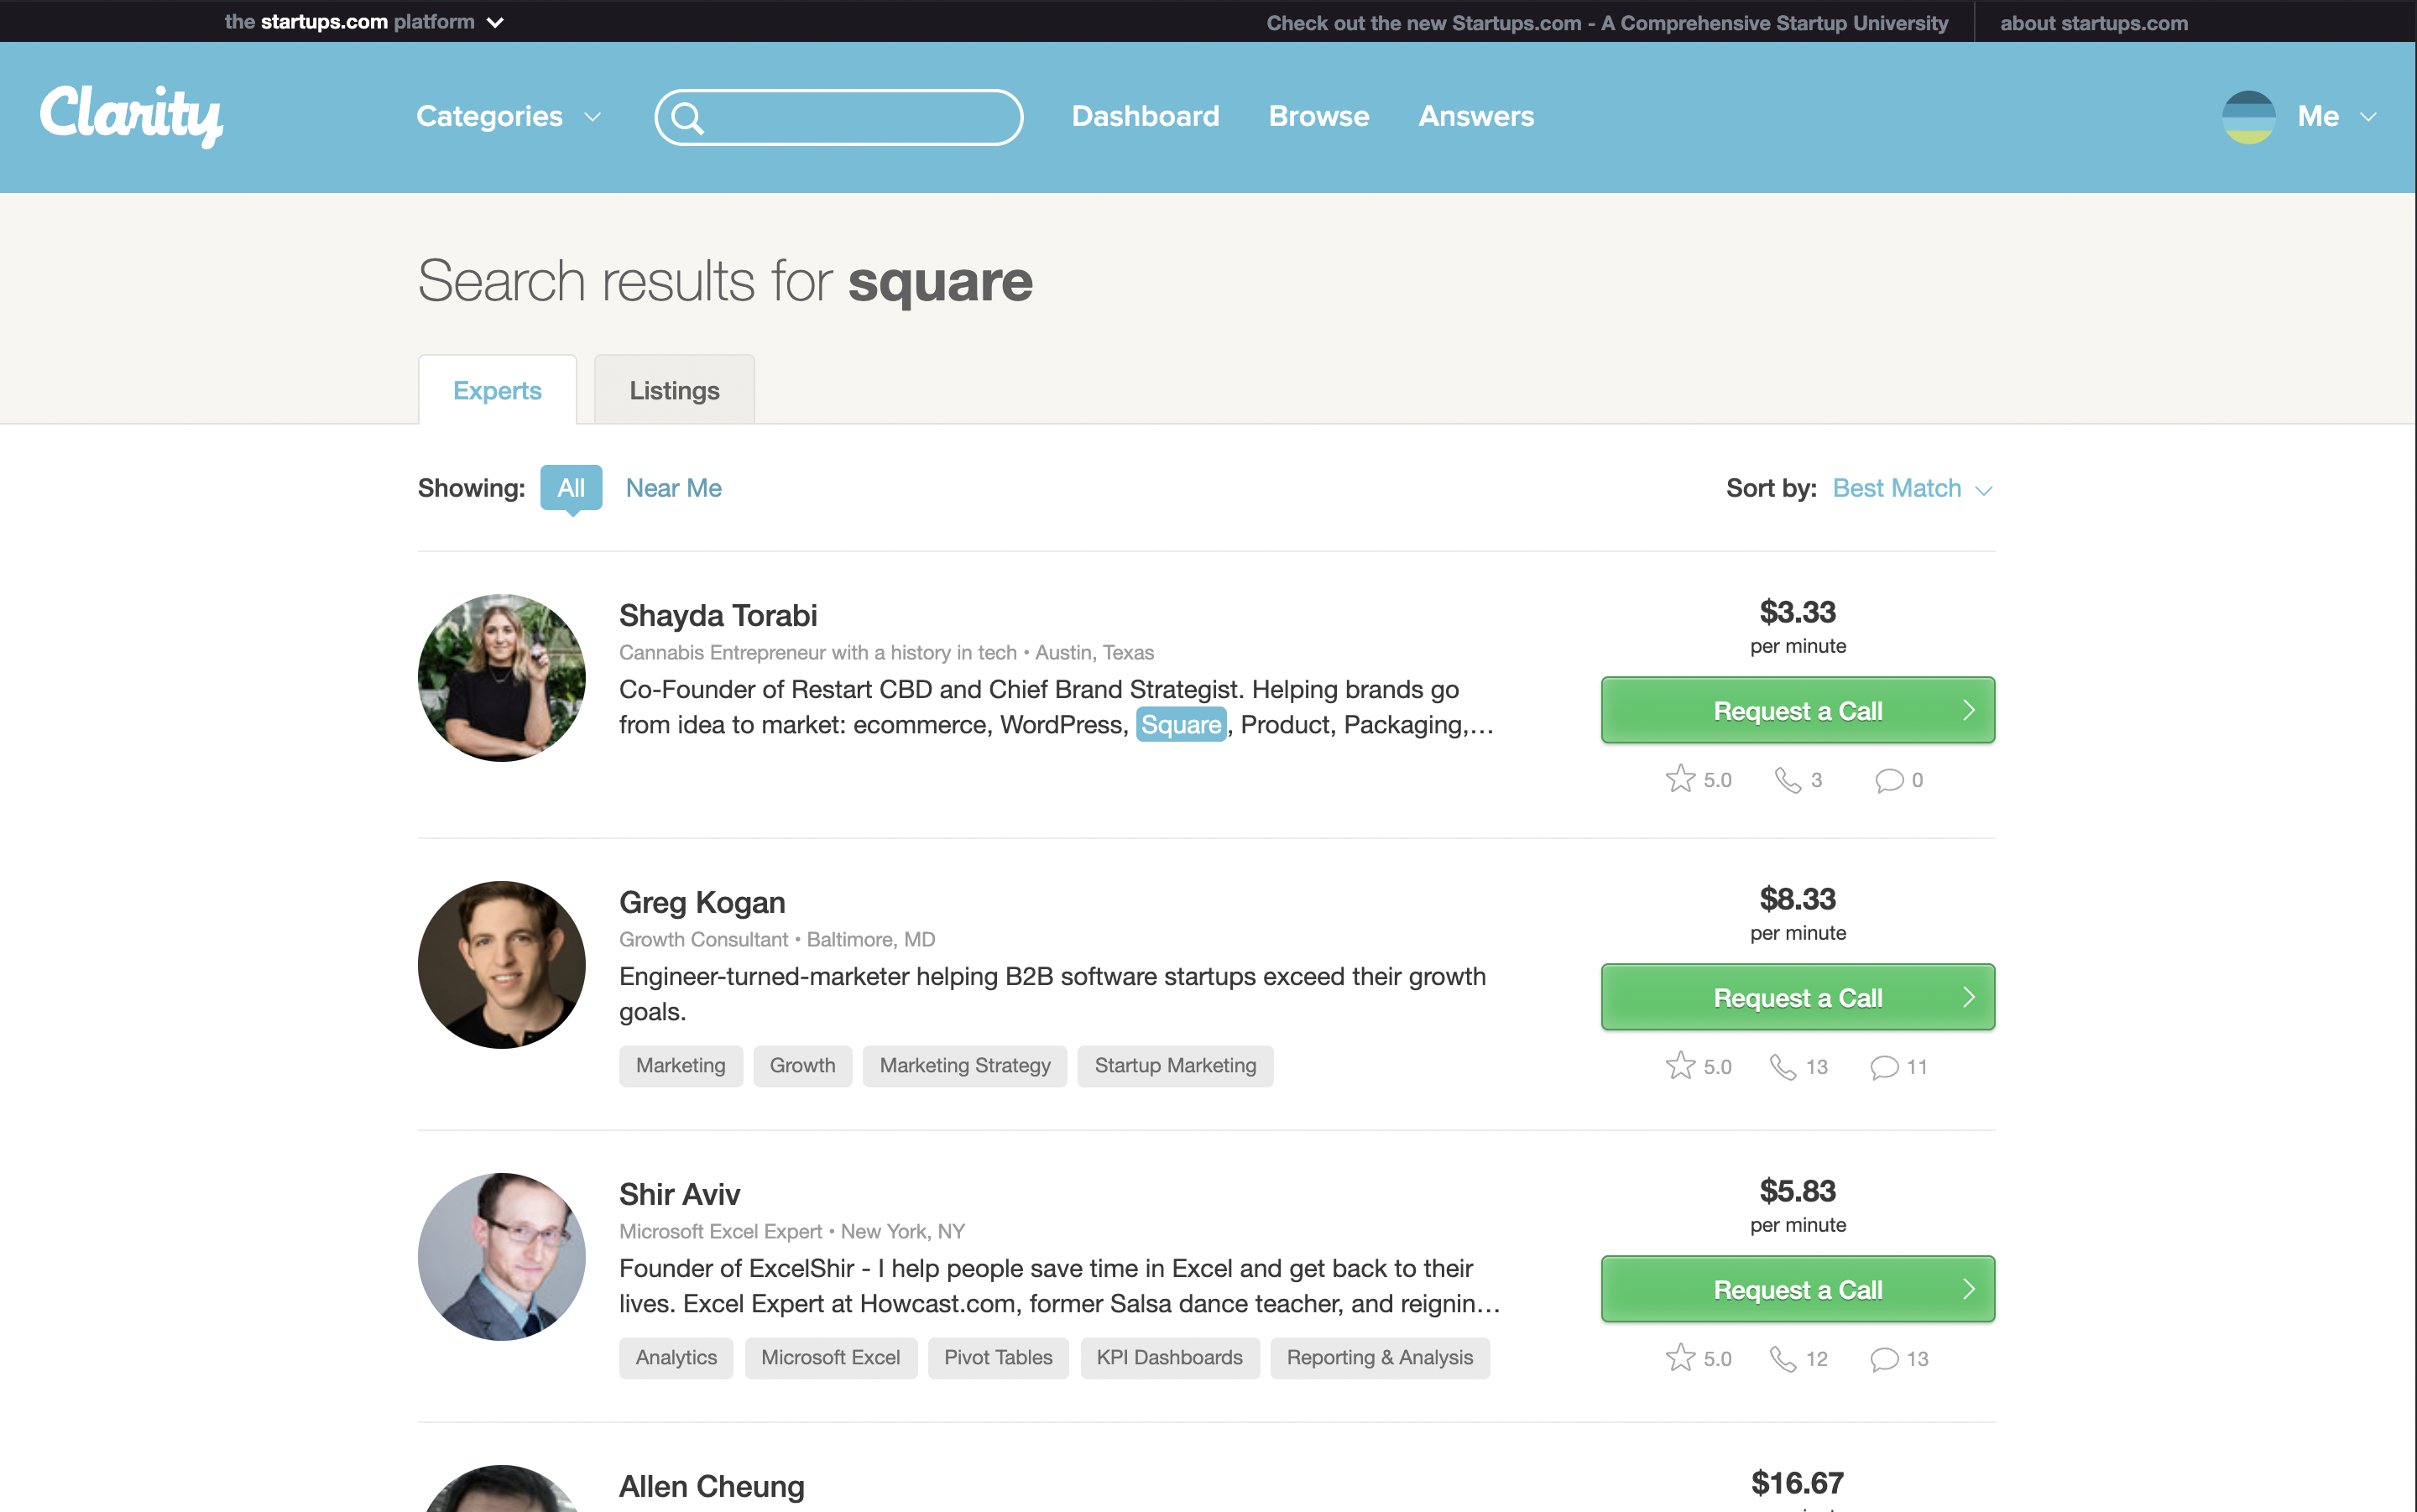 the startups.com platform
Check out the new Startups.com - A Comprehensive Startup University
about startups.com
Clarity
Categories
Dashboard
Browse
Answers
Me
Search results for square
Experts
Listings
Showing: All Near Me
Sort by: Best Match
Shayda Torabi
Cannabis Entrepreneur with a history in tech • Austin, Texas
Co-Founder of Restart CBD and Chief Brand Strategist. Helping brands go
from idea to market: ecommerce, WordPress, Square, Product, Packaging,...
$3.33
per minute
Request a Call
5.0 3 0
Greg Kogan
Growth Consultant • Baltimore, MD
Engineer-turned-marketer helping B2B software startups exceed their growth
goals.
Marketing Growth Marketing Strategy Startup Marketing
$8.33
per minute
Request a Call
5.0 13 11
Shir Aviv
Microsoft Excel Expert • New York, NY
Founder of ExcelShir - I help people save time in Excel and get back to their
lives. Excel Expert at Howcast.com, former Salsa dance teacher, and reignin...
Analytics Microsoft Excel Pivot Tables KPI Dashboards Reporting & Analysis
$5.83
per minute
Request a Call
5.0 12 13
Allen Cheung
$16.67